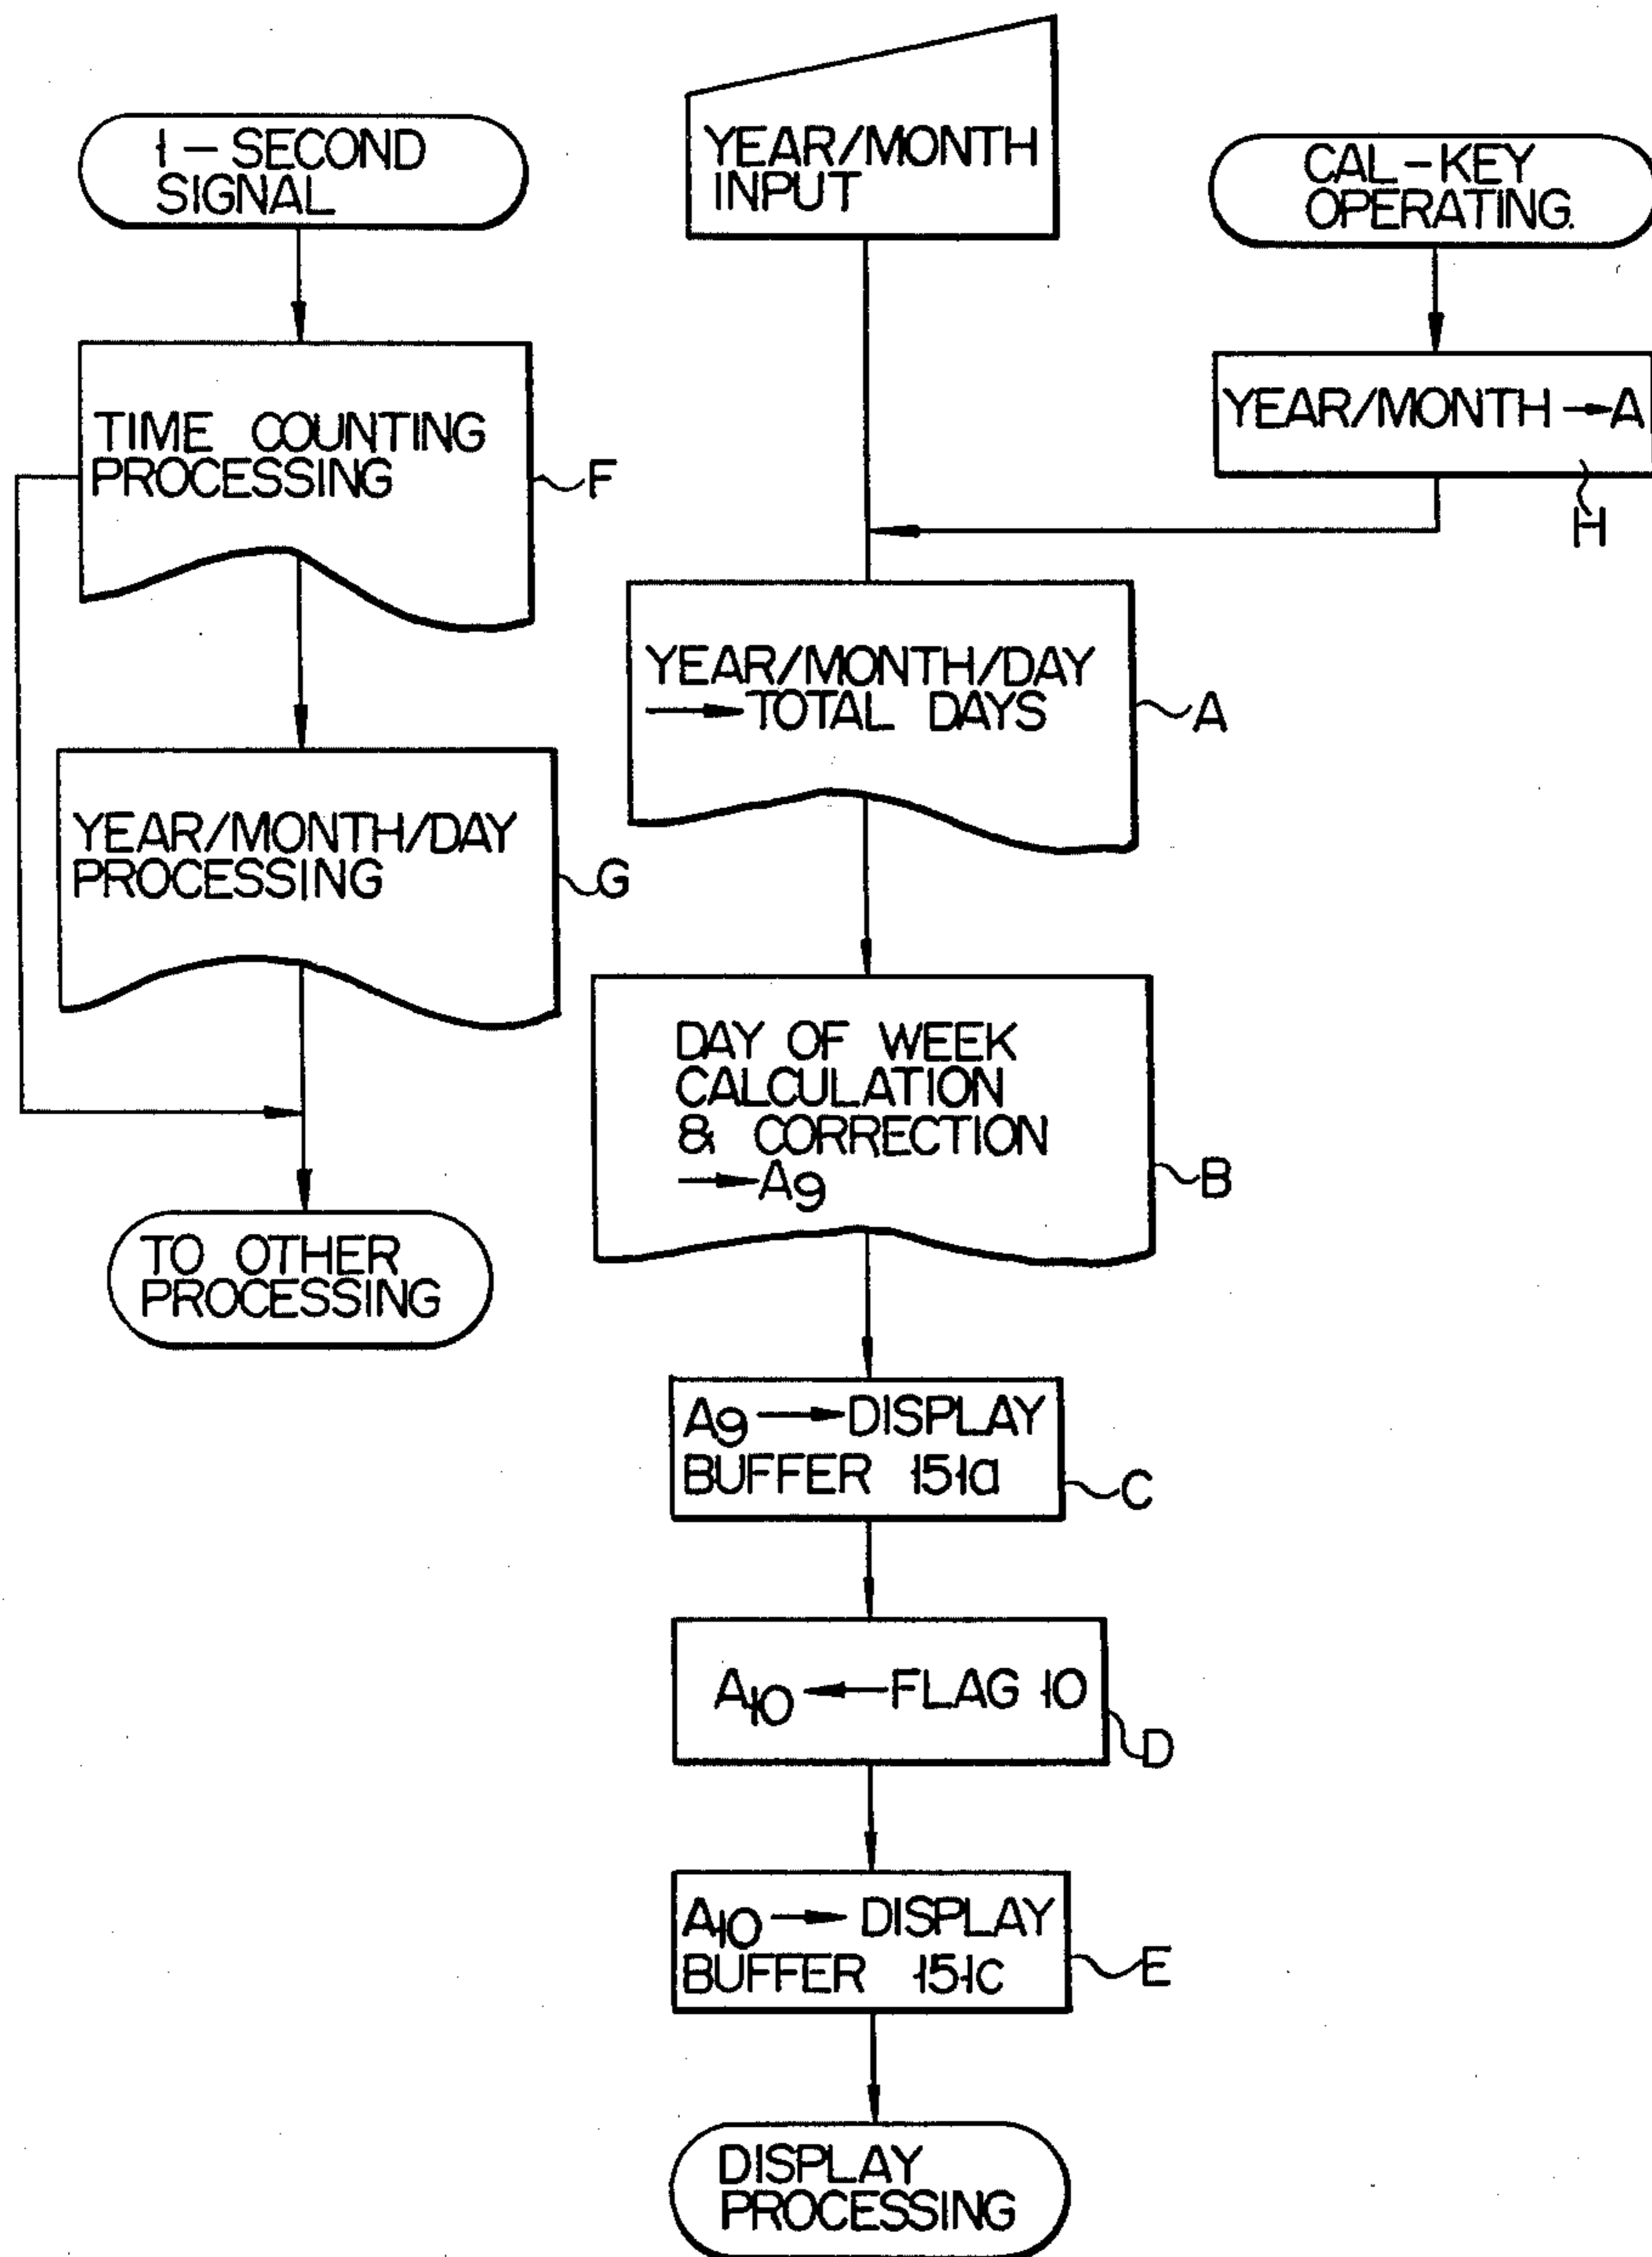 1-SECOND
SIGNAL
TIME COUNTING
PROCESSING
F
YEAR/MONTH/DAY
PROCESSING
G
TO OTHER
PROCESSING
YEAR/MONTH
INPUT
CAL-KEY
OPERATING.
YEAR/MONTH → A
H
YEAR/MONTH/DAY
→ TOTAL DAYS
A
DAY OF WEEK
CALCULATION
& CORRECTION
→ A9
B
A9 → DISPLAY
BUFFER 151a
C
A10 ← FLAG 10
D
A10 → DISPLAY
BUFFER 151c
E
DISPLAY
PROCESSING